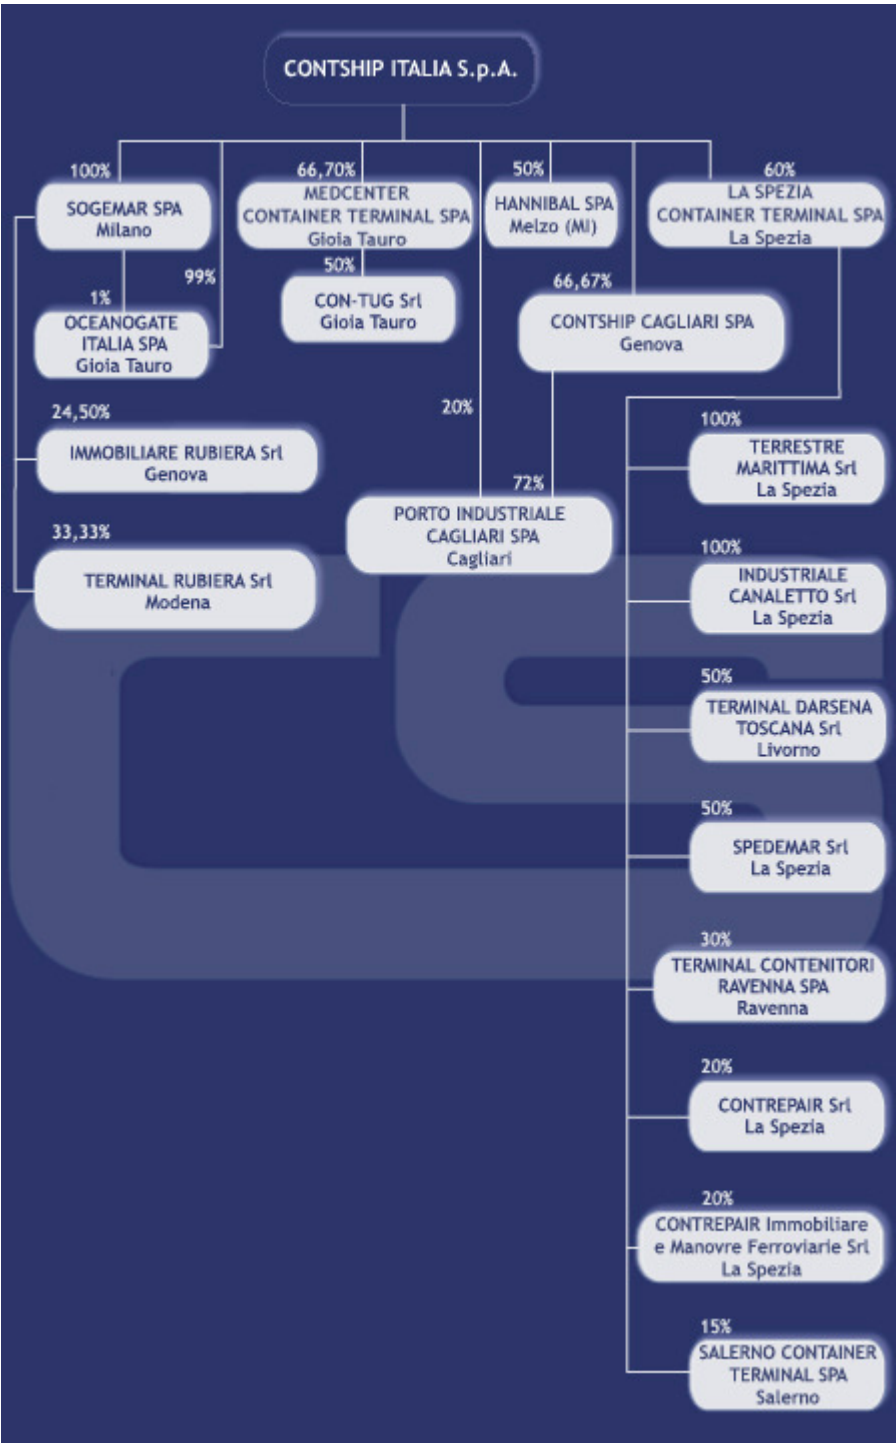 CONTSHIP ITALIA S.p.A.
100%
SOGEMAR SPA
Milano
66,70%
MEDCENTER
CONTAINER TERMINAL SPA
Gioia Tauro
50%
HANNIBAL SPA
Melzo (MI)
60%
LA SPEZIA
CONTAINER TERMINAL SPA
La Spezia
99%
1%
OCEANOGATE
ITALIA SPA
Gioia Tauro
50%
CON-TUG Srl
Gioia Tauro
66,67%
CONTSHIP CAGLIARI SPA
Genova
24,50%
IMMOBILIARE RUBIERA Srl
Genova
33,33%
TERMINAL RUBIERA Srl
Modena
20%
72%
PORTO INDUSTRIALE
CAGLIARI SPA
Cagliari
100%
TERRESTRE
MARITTIMA Srl
La Spezia
100%
INDUSTRIALE
CANALETTO Srl
La Spezia
50%
TERMINAL DARSENA
TOSCANA Srl
Livorno
50%
SPEDEMAR Srl
La Spezia
30%
TERMINAL CONTENITORI
RAVENNA SPA
Ravenna
20%
CONTREPAIR Srl
La Spezia
20%
CONTREPAIR Immobiliare
e Manovre Ferroviarie Srl
La Spezia
15%
SALERNO CONTAINER
TERMINAL SPA
Salerno
CS